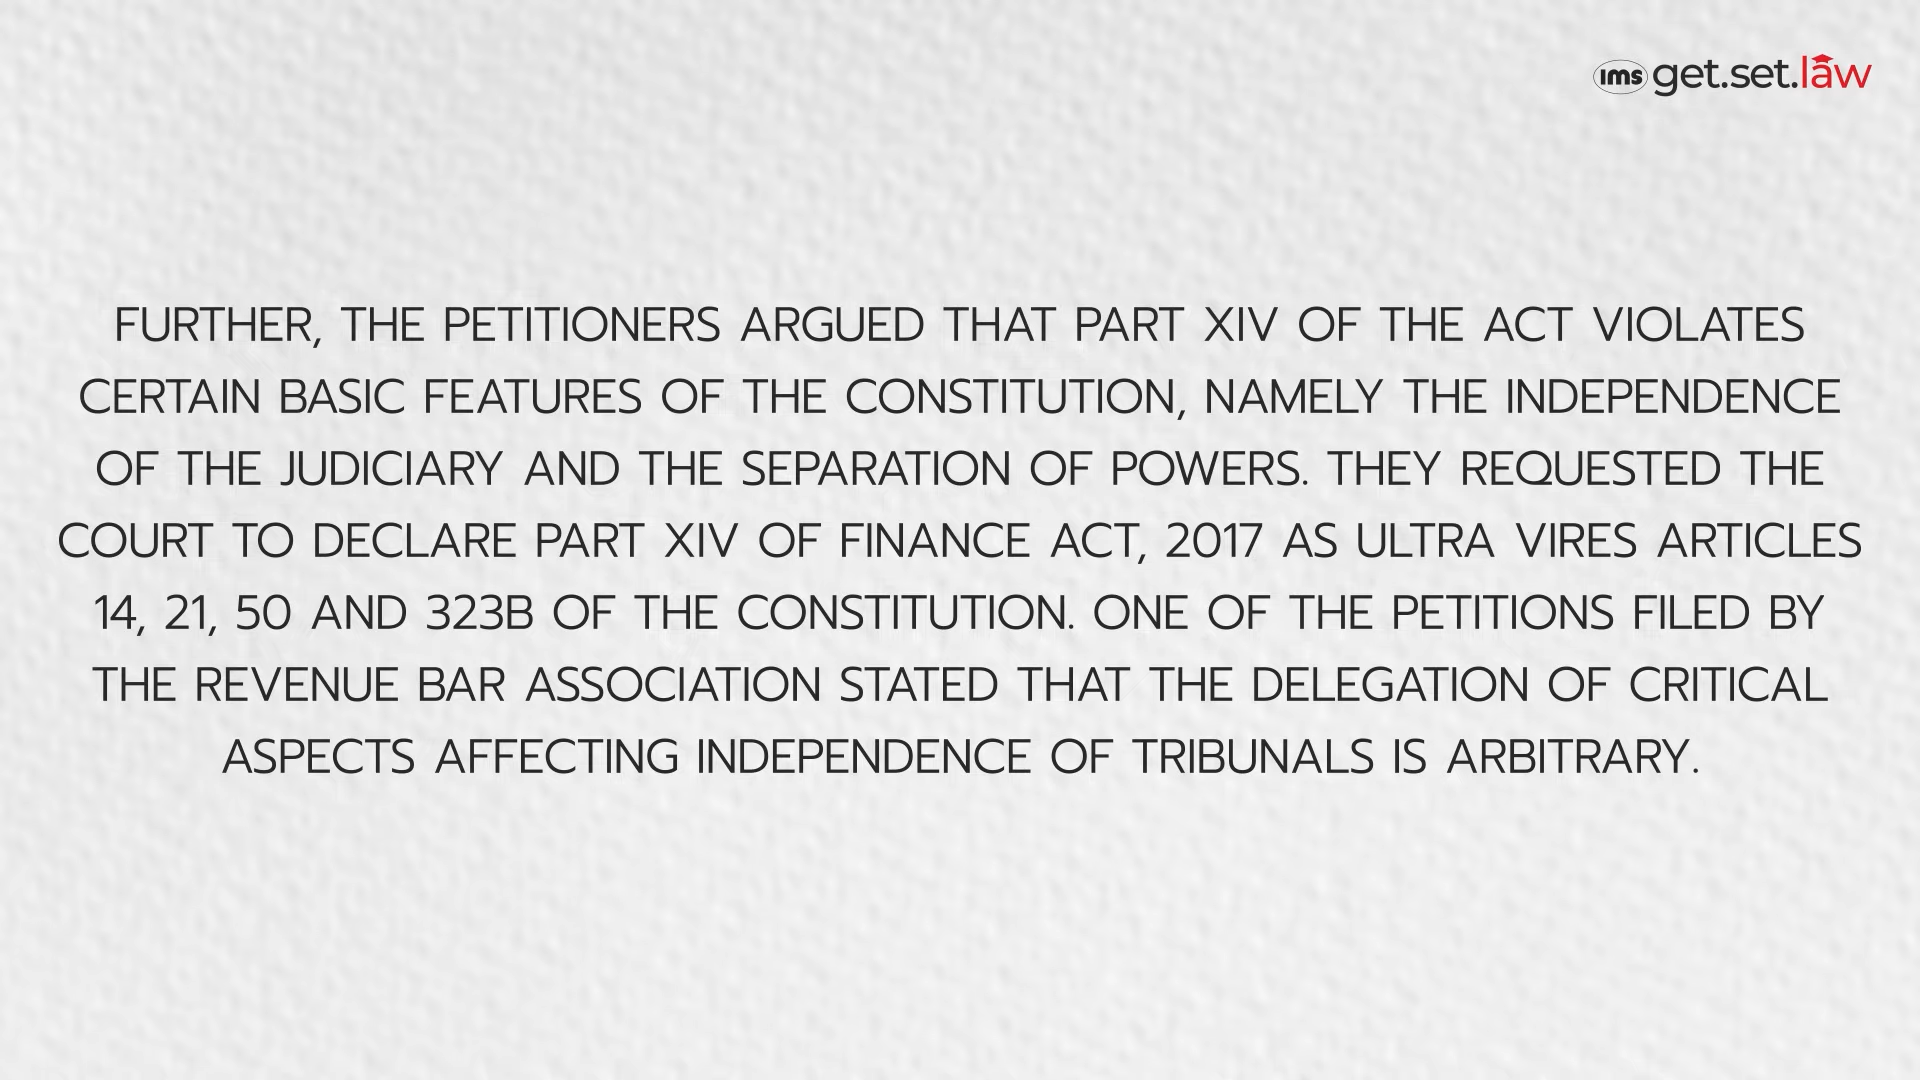 ims get.set.law
FURTHER, THE PETITIONERS ARGUED THAT PART XIV OF THE ACT VIOLATES
CERTAIN BASIC FEATURES OF THE CONSTITUTION, NAMELY THE INDEPENDENCE
OF THE JUDICIARY AND THE SEPARATION OF POWERS. THEY REQUESTED THE
COURT TO DECLARE PART XIV OF FINANCE ACT, 2017 AS ULTRA VIRES ARTICLES
14, 21, 50 AND 323B OF THE CONSTITUTION. ONE OF THE PETITIONS FILED BY
THE REVENUE BAR ASSOCIATION STATED THAT THE DELEGATION OF CRITICAL
ASPECTS AFFECTING INDEPENDENCE OF TRIBUNALS IS ARBITRARY.